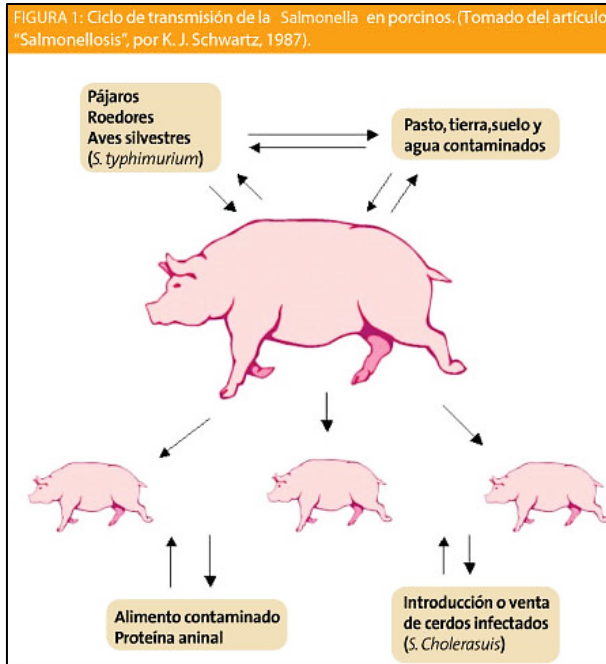 FIGURA 1: Ciclo de transmisión de la Salmonella en porcinos. (Tomado del artículo
"Salmonellosis", por K. J. Schwartz, 1987).
Pájaros
Roedores
Aves silvestres
(S. typhimurium)
Pasto, tierra, suelo y
agua contaminados
Alimento contaminado
Proteína aninal
Introducción o venta
de cerdos infectados
(S. Cholerasuis)